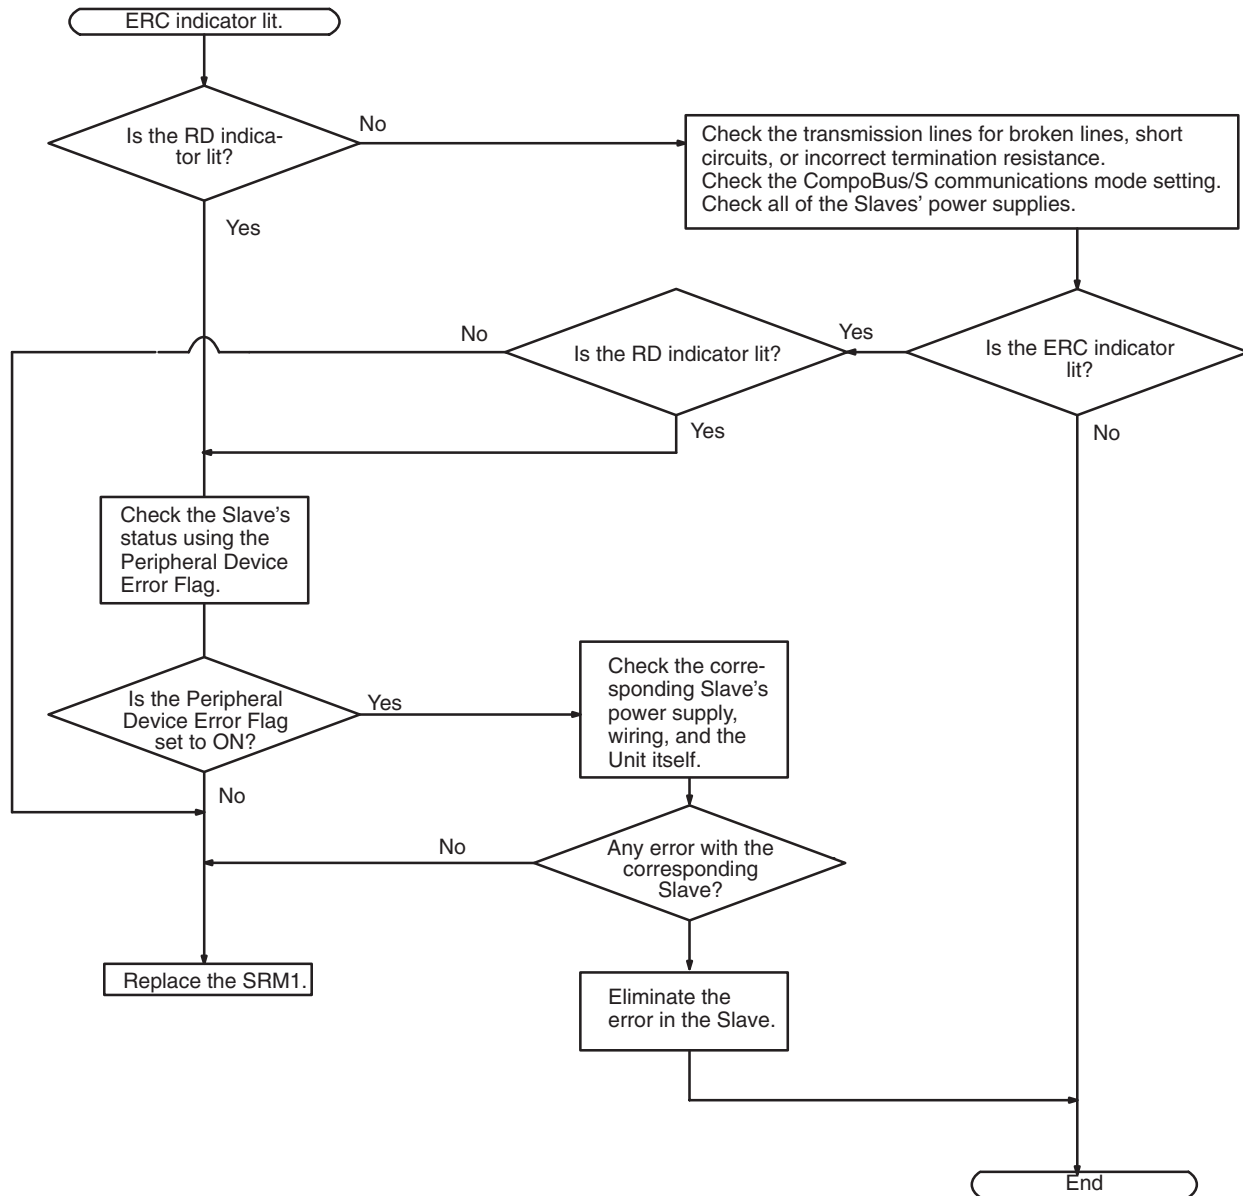 ERC indicator lit.
Is the RD indica-
tor lit?
No
Yes
Check the transmission lines for broken lines, short
circuits, or incorrect termination resistance.
Check the CompoBus/S communications mode setting.
Check all of the Slaves' power supplies.
Is the ERC indicator
lit?
Yes
No
Is the RD indicator lit?
No
Yes
Check the Slave's
status using the
Peripheral Device
Error Flag.
Is the Peripheral
Device Error Flag
set to ON?
Yes
No
Check the corre-
sponding Slave's
power supply,
wiring, and the
Unit itself.
Any error with the
corresponding
Slave?
No
Replace the SRM1.
Eliminate the
error in the Slave.
End